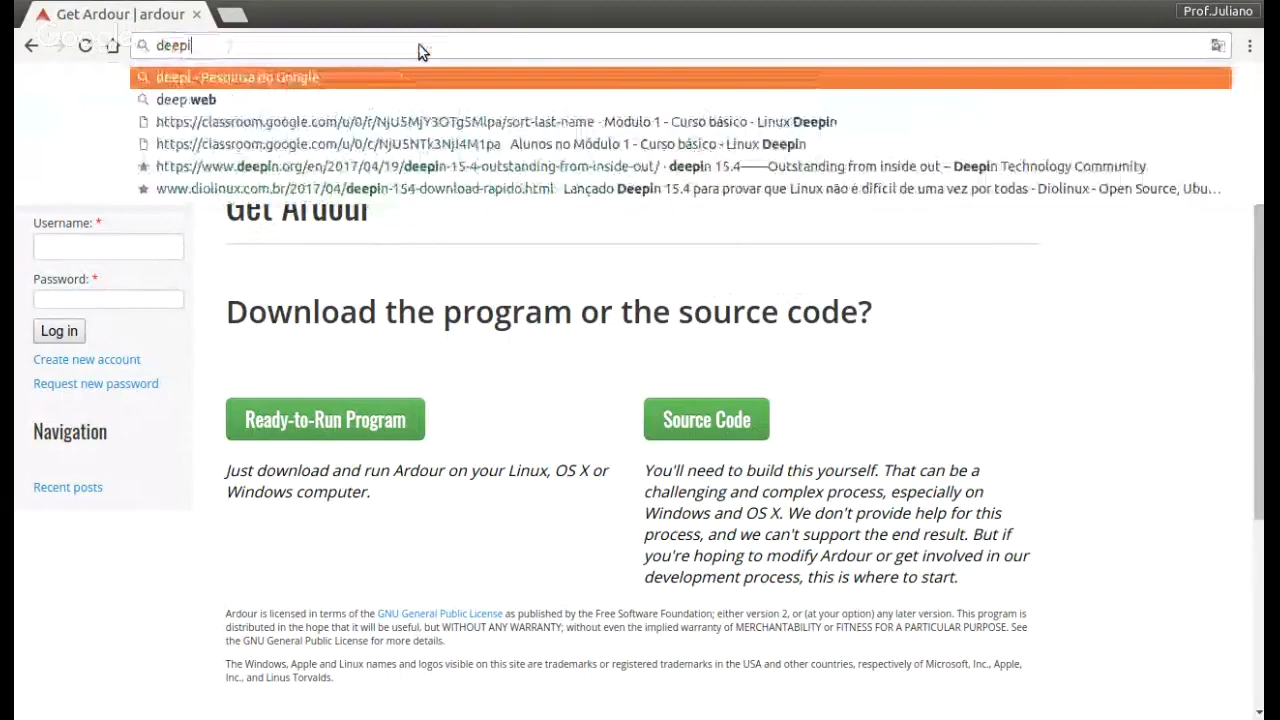 Get Ardour | ardour
Prof.Juliano
Google
deepi
deepi - Pesquisa do Google
deep web
https://classroom.google.com/u/0/r/NjU5MjY3OTg5Mlpa/sort-last-name - Módulo 1 - Curso básico - Linux Deepin
https://classroom.google.com/u/0/c/NjU5NTk3NjI4M1pa Alunos no Módulo 1 - Curso básico - Linux Deepin
https://www.deepin.org/en/2017/04/19/deepin-15-4-outstanding-from-inside-out/ - deepin 15.4——Outstanding from inside out – Deepin Technology Community
www.diolinux.com.br/2017/04/deepin-154-download-rapido.html Lançado Deepin 15.4 para provar que Linux não é difícil de uma vez por todas - Diolinux - Open Source, Ubu...
Get Ardour
Username: *
Password: *
Log in
Create new account
Request new password
Navigation
Recent posts
Download the program or the source code?
Ready-to-Run Program
Just download and run Ardour on your Linux, OS X or
Windows computer.
Source Code
You'll need to build this yourself. That can be a
challenging and complex process, especially on
Windows and OS X. We don't provide help for this
process, and we can't support the end result. But if
you're hoping to modify Ardour or get involved in our
development process, this is where to start.
Ardour is licensed in terms of the GNU General Public License as published by the Free Software Foundation; either version 2, or (at your option) any later version. This program is
distributed in the hope that it will be useful, but WITHOUT ANY WARRANTY; without even the implied warranty of MERCHANTABILITY or FITNESS FOR A PARTICULAR PURPOSE. See
the GNU General Public License for more details.
The Windows, Apple and Linux names and logos visible on this site are trademarks or registered trademarks in the USA and other countries, respectively of Microsoft, Inc., Apple,
Inc., and Linus Torvalds.